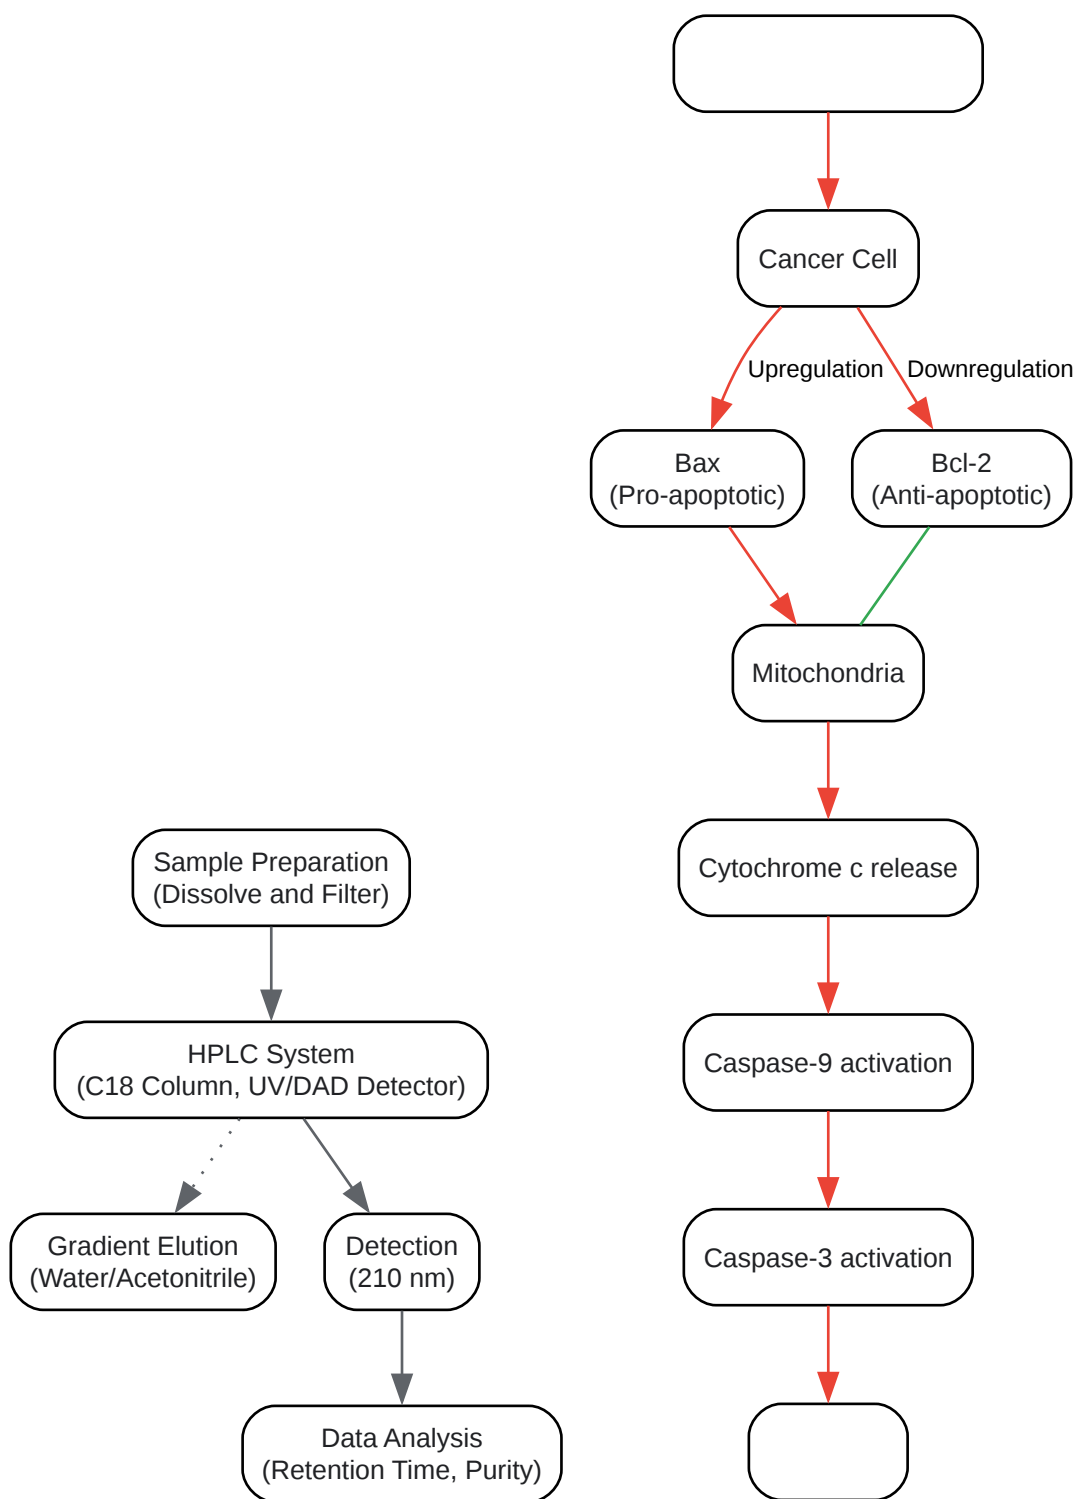 Cancer Cell
Upregulation
Downregulation
Bax
(Pro-apoptotic)
Bcl-2
(Anti-apoptotic)
Mitochondria
Cytochrome c release
Caspase-9 activation
Caspase-3 activation
Sample Preparation
(Dissolve and Filter)
HPLC System
(C18 Column, UV/DAD Detector)
Gradient Elution
(Water/Acetonitrile)
Detection
(210 nm)
Data Analysis
(Retention Time, Purity)